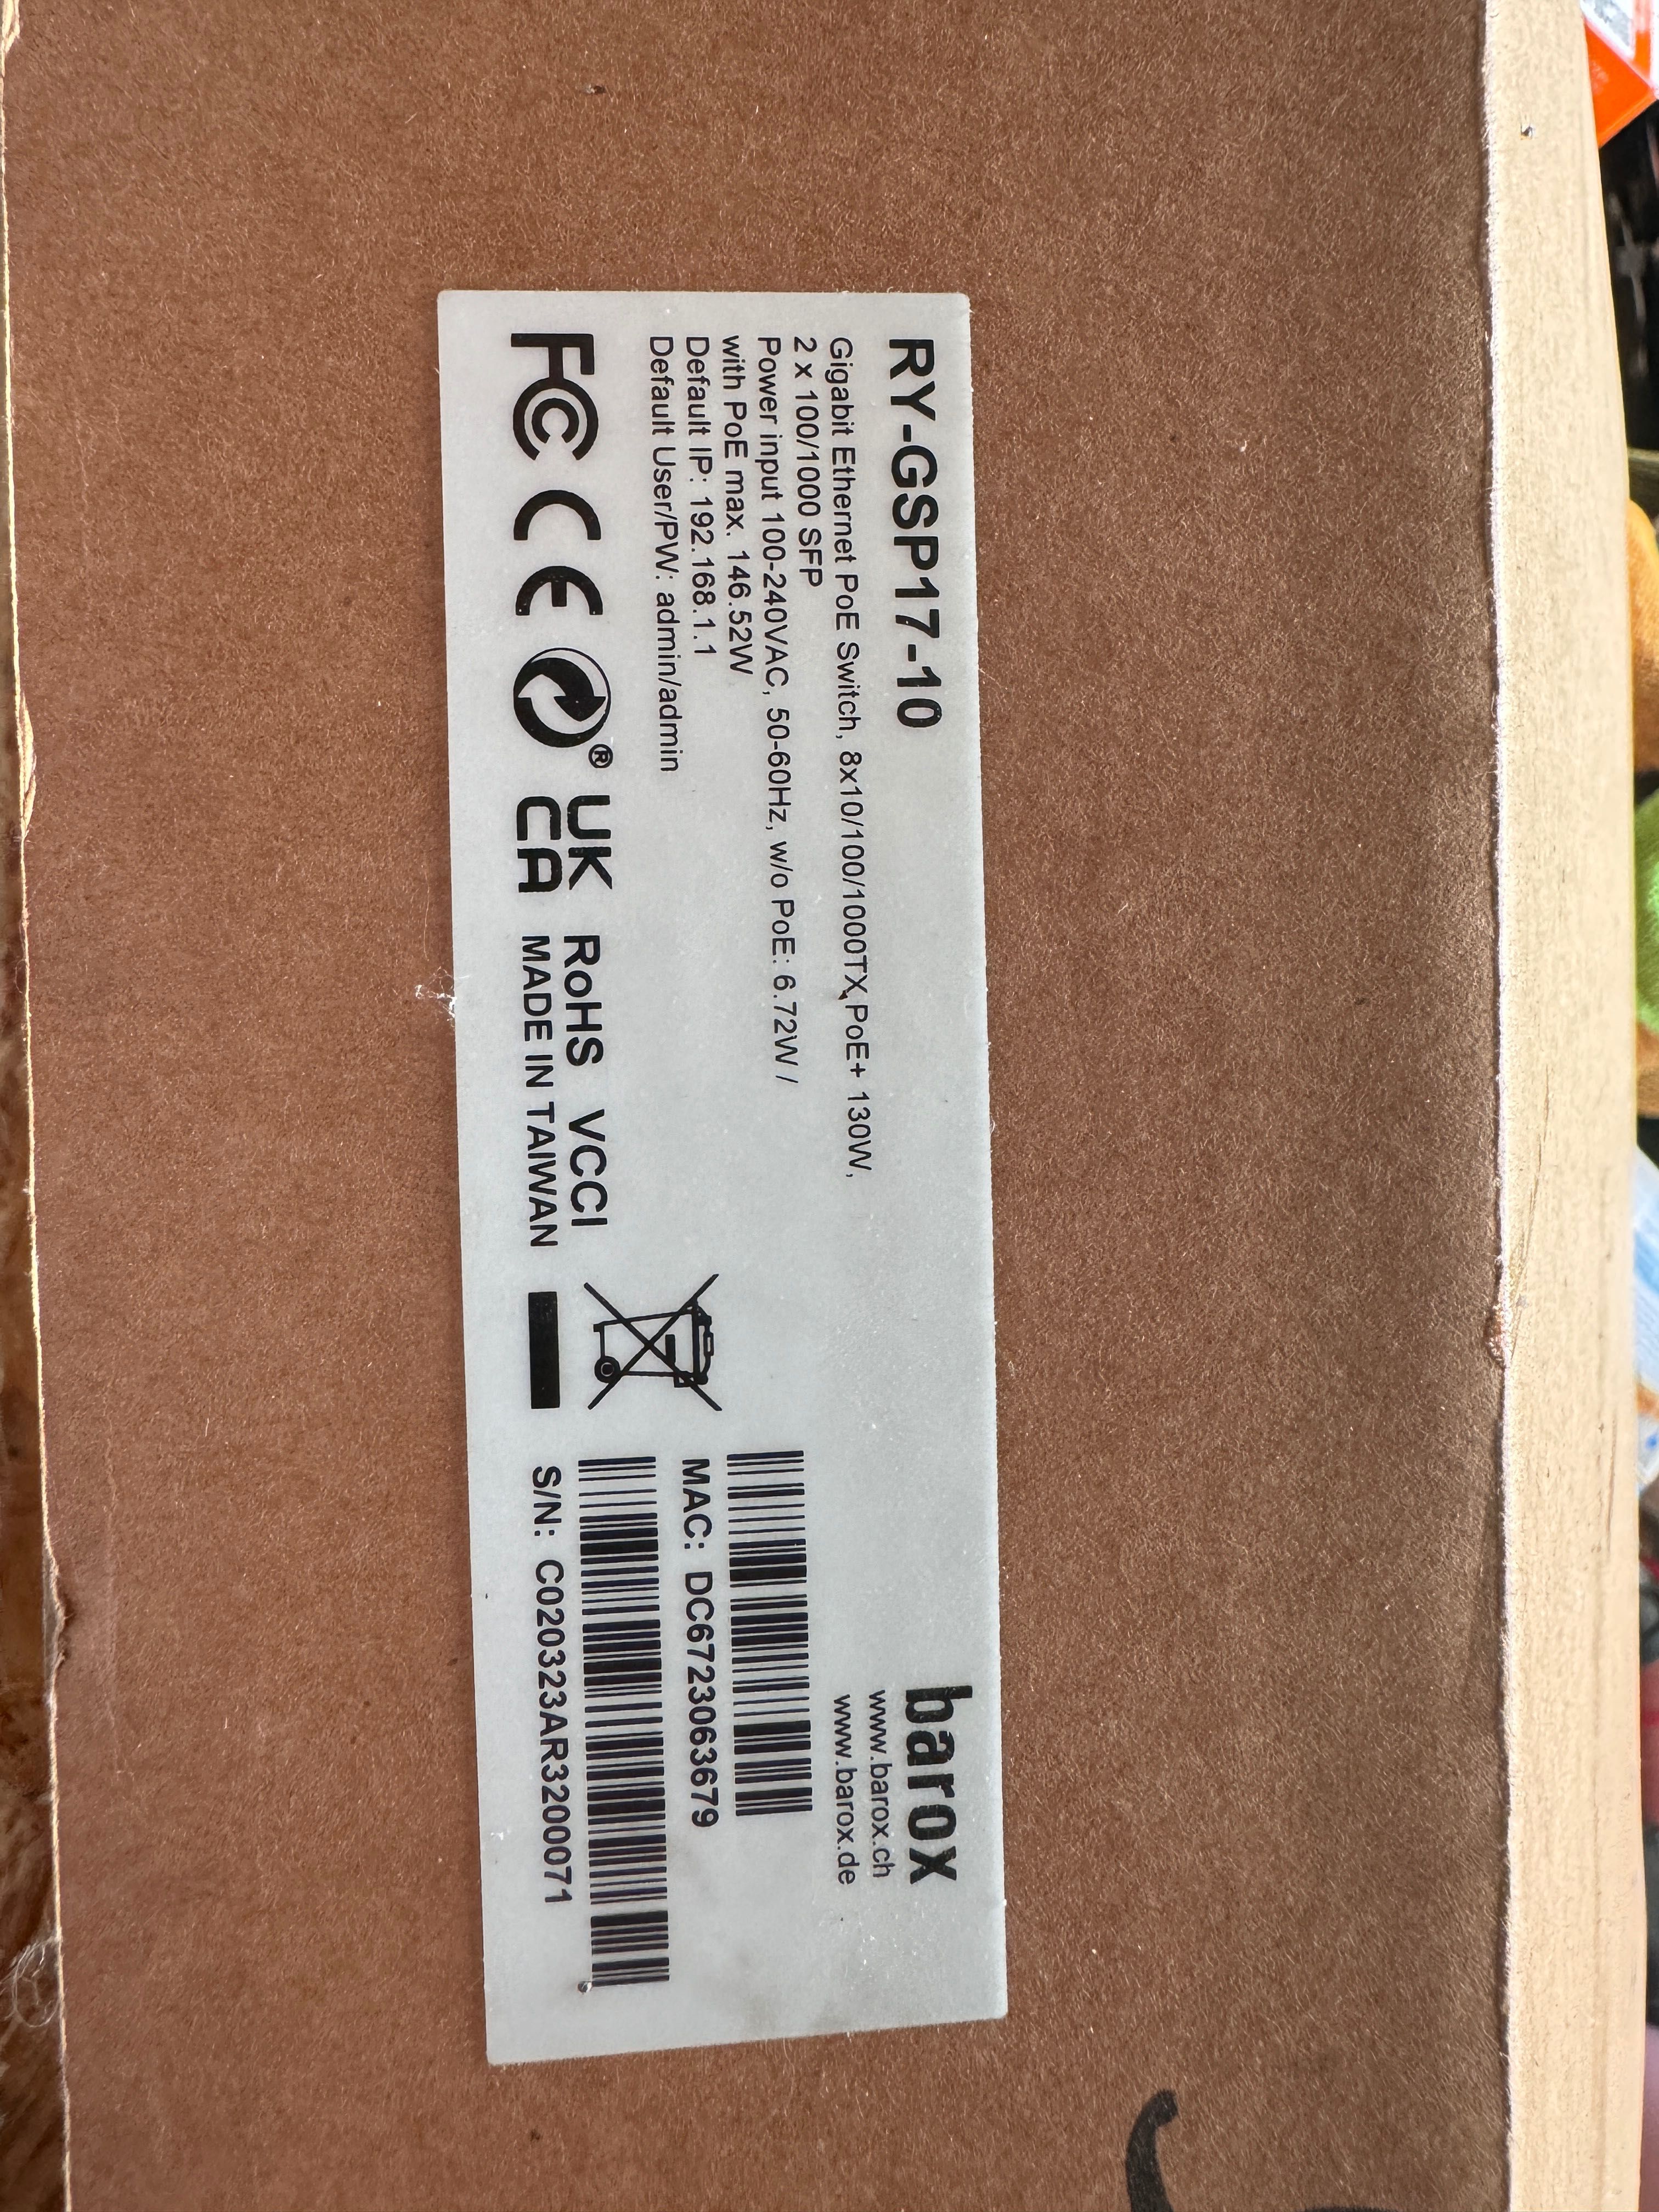 RY-GSP17-10
Gigabit Ethernet PoE Switch, 8x10/100/1000TX PoE+ 130W,
2 x 100/1000 SFP
Power input 100-240VAC, 50-60Hz, w/o PoE: 6.72W /
with PoE max. 146.52W
Default IP: 192.168.1.1
Default User/PW: admin/admin
barox
www.barox.ch
www.barox.de
FC CE ® UK CA RoHS VCCI
MADE IN TAIWAN
MAC: DC6723063679
S/N: C020323AR3200071